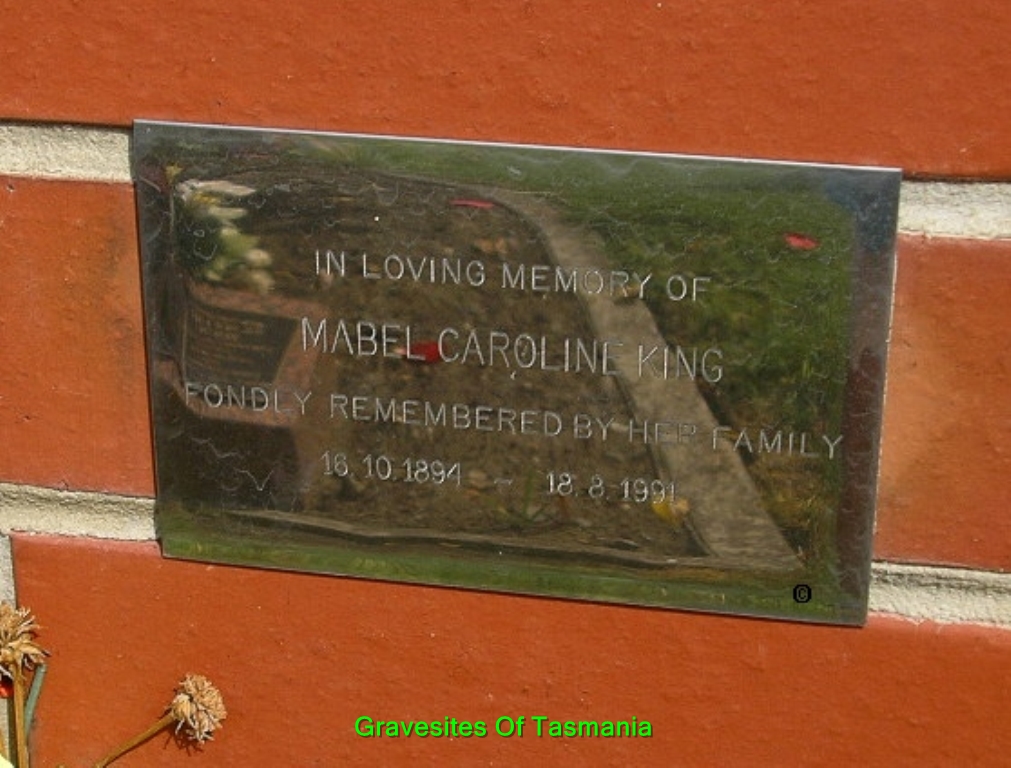 IN LOVING MEMORY OF
MABEL CAROLINE KING
FONDLY REMEMBERED BY HER FAMILY
16.10.1894 ~ 18.8.1991
©
Gravesites Of Tasmania